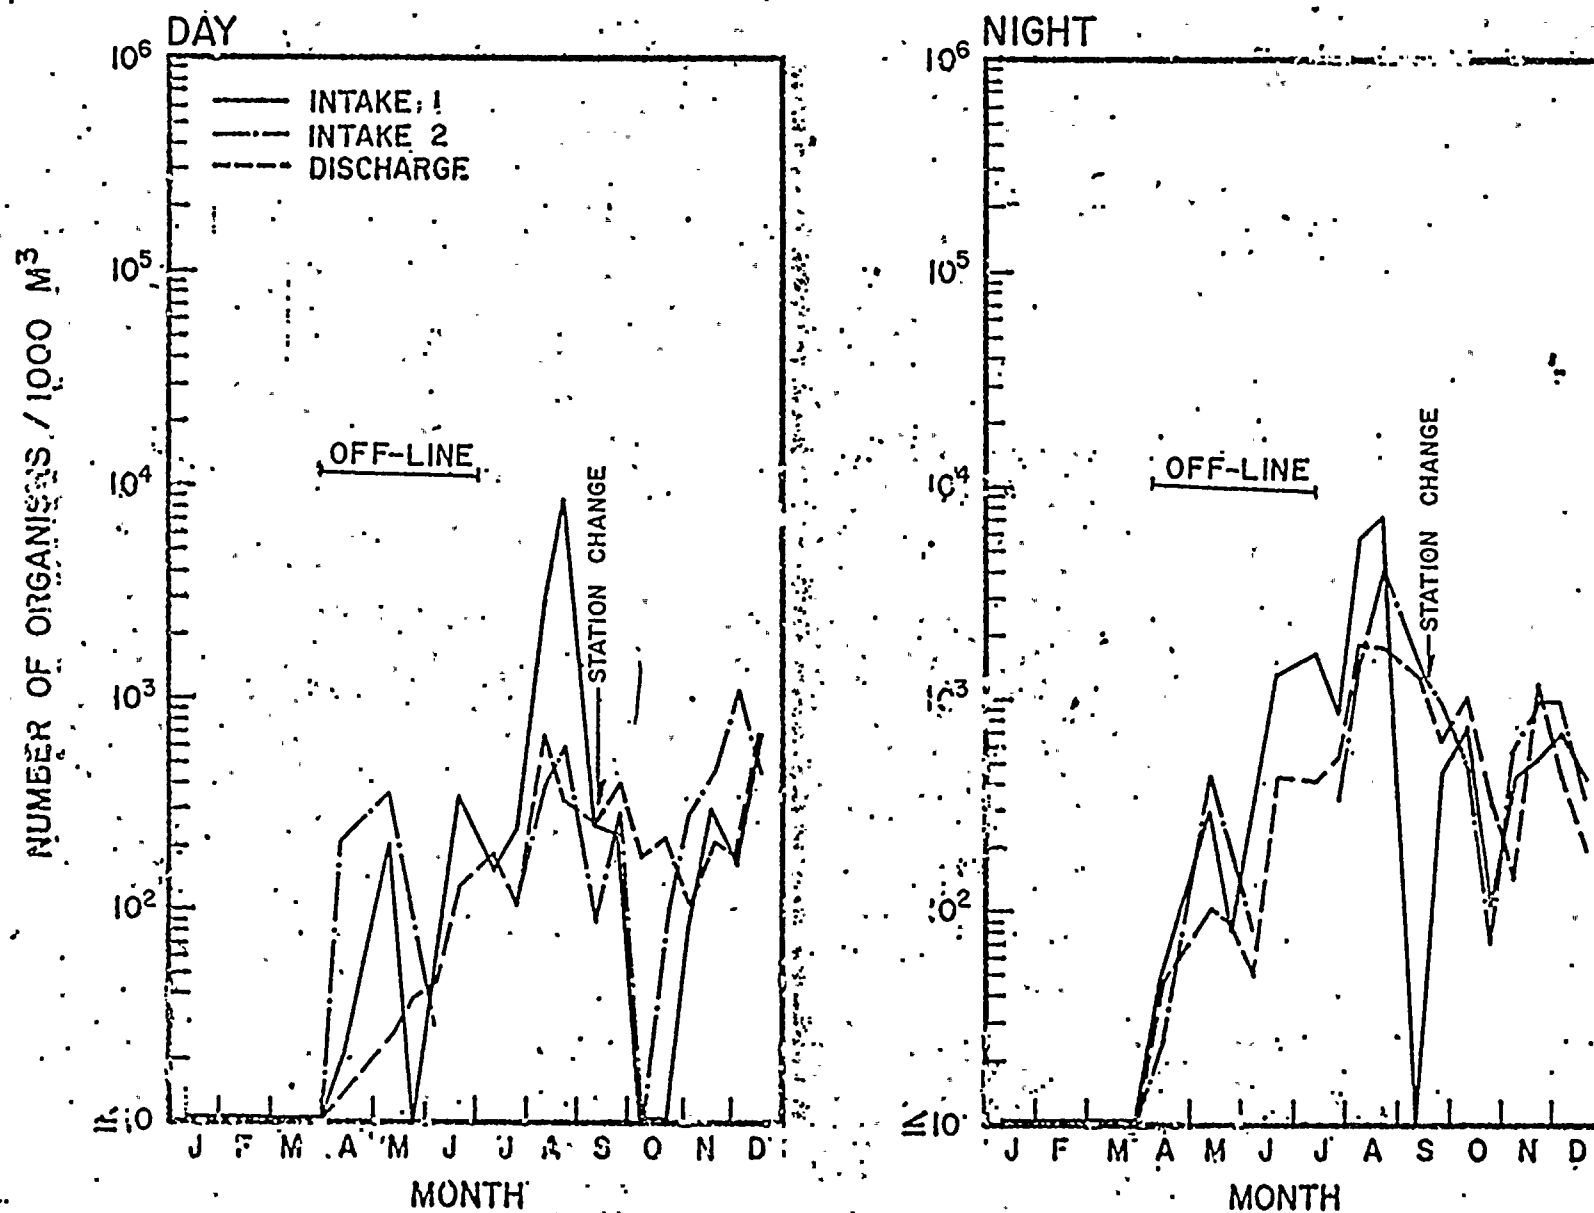 DAY
NIGHT
10⁶
10⁶
INTAKE 1
INTAKE 2
DISCHARGE
10⁵
10⁵
NUMBER OF ORGANISMS / 1000 M³
OFF-LINE
OFF-LINE
STATION CHANGE
STATION CHANGE
10⁴
10⁴
10³
10³
10²
10²
≤10
≤10
J F M A M J J A S O N D
J F M A M J J A S O N D
MONTH
MONTH